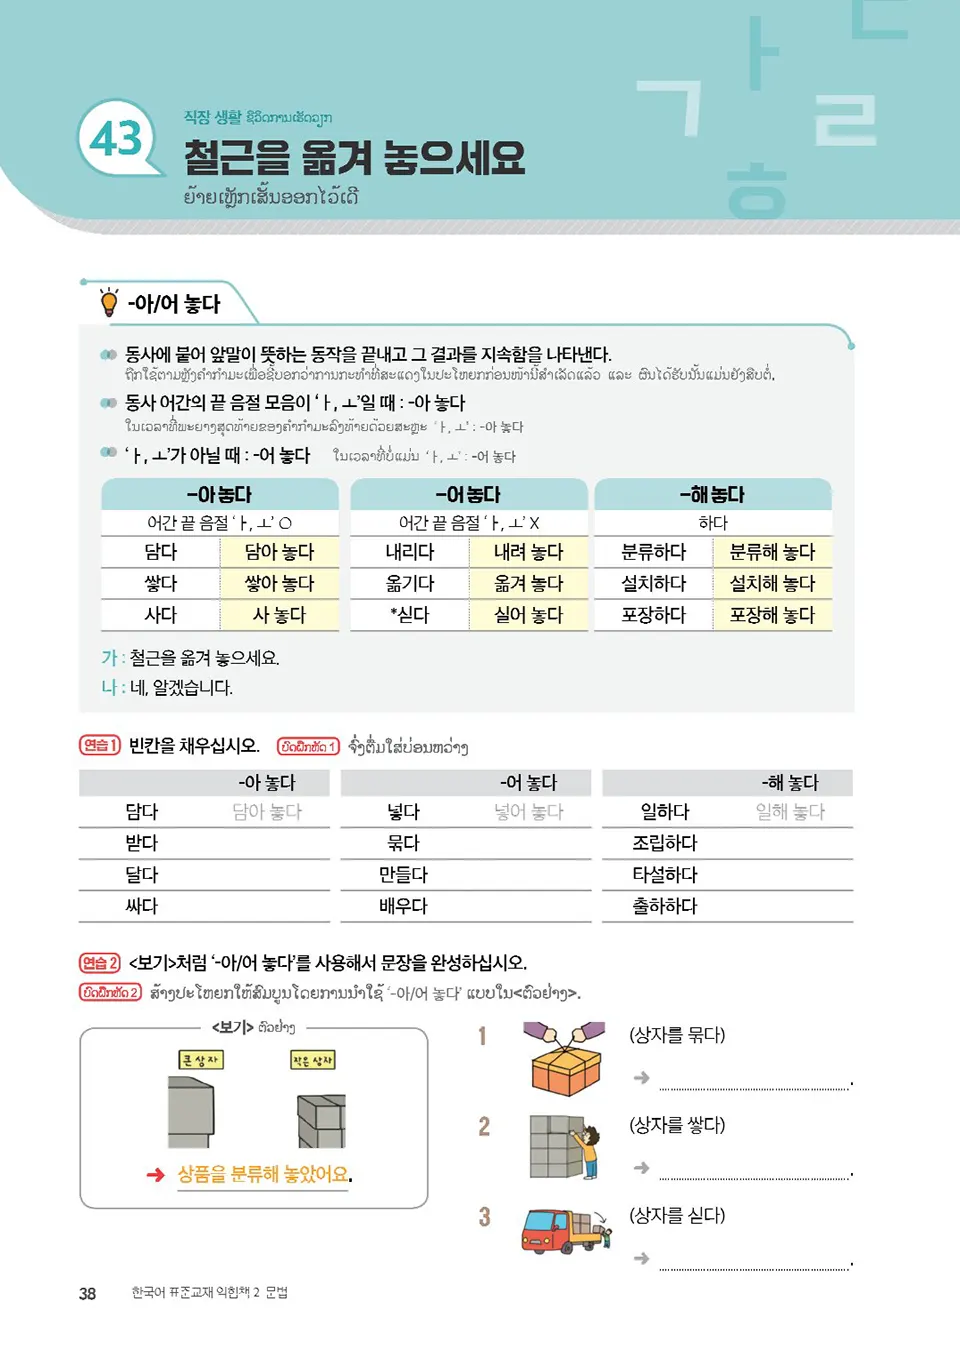 43
직장 생활 ຊີວິດການເຮັດວຽກ
철근을 옮겨 놓으세요
ຍ້າຍເຫຼັກເສັ້ນອອກໄວ້ເດີ
ㄱ ㅏ ㄴ ㄹ ㅎ
-아/어 놓다
동사에 붙어 앞말이 뜻하는 동작을 끝내고 그 결과를 지속함을 나타낸다.
ຖືກໃຊ້ຕາມຫຼັງຄຳກຳມະເພື່ອຊີ້ບອກວ່າການກະທຳທີ່ສະແດງໃນປະໂຫຍກກ່ອນໜ້ານີ້ສຳເລັດແລ້ວ ແລະ ຜົນໄດ້ຮັບນັ້ນແມ່ນຍັງສືບຕໍ່.
동사 어간의 끝 음절 모음이 ‘ㅏ, ㅗ’일 때 : -아 놓다
ໃນເວລາທີ່ພະຍາງສຸດທ້າຍຂອງຄຳກຳມະລົງທ້າຍດ້ວຍສະຫຼະ ‘ㅏ, ㅗ’ : -아 놓다
‘ㅏ, ㅗ’가 아닐 때 : -어 놓다 ໃນເວລາທີ່ບໍ່ແມ່ນ ‘ㅏ, ㅗ’ : -어 놓다
-아 놓다 -어 놓다 -해 놓다
어간 끝 음절 ‘ㅏ, ㅗ’ O 어간 끝 음절 ‘ㅏ, ㅗ’ X 하다
담다 담아 놓다 내리다 내려 놓다 분류하다 분류해 놓다
쌓다 쌓아 놓다 옮기다 옮겨 놓다 설치하다 설치해 놓다
사다 사 놓다 *싣다 실어 놓다 포장하다 포장해 놓다
가 : 철근을 옮겨 놓으세요.
나 : 네, 알겠습니다.
연습 1 빈칸을 채우십시오. ບົດຝຶກຫັດ 1 ຈົ່ງຕື່ມໃສ່ບ່ອນຫວ່າງ
-아 놓다 -어 놓다 -해 놓다
담다 담아 놓다 넣다 넣어 놓다 일하다 일해 놓다
받다 묶다 조립하다
달다 만들다 타설하다
싸다 배우다 출하하다
연습 2 <보기>처럼 ‘-아/어 놓다’를 사용해서 문장을 완성하십시오.
ບົດຝຶກຫັດ 2 ສ້າງປະໂຫຍກໃຫ້ສົມບູນໂດຍການນຳໃຊ້ ‘-아/어 놓다’ ແບບໃນ<ຕົວຢ່າງ>.
<보기> ຕົວຢ່າງ
큰 상자 작은 상자
➔ 상품을 분류해 놓았어요.
1 (상자를 묶다)
➔ .
2 (상자를 쌓다)
➔ .
3 (상자를 싣다)
➔ .
38 한국어 표준교재 익힘책 2 문법